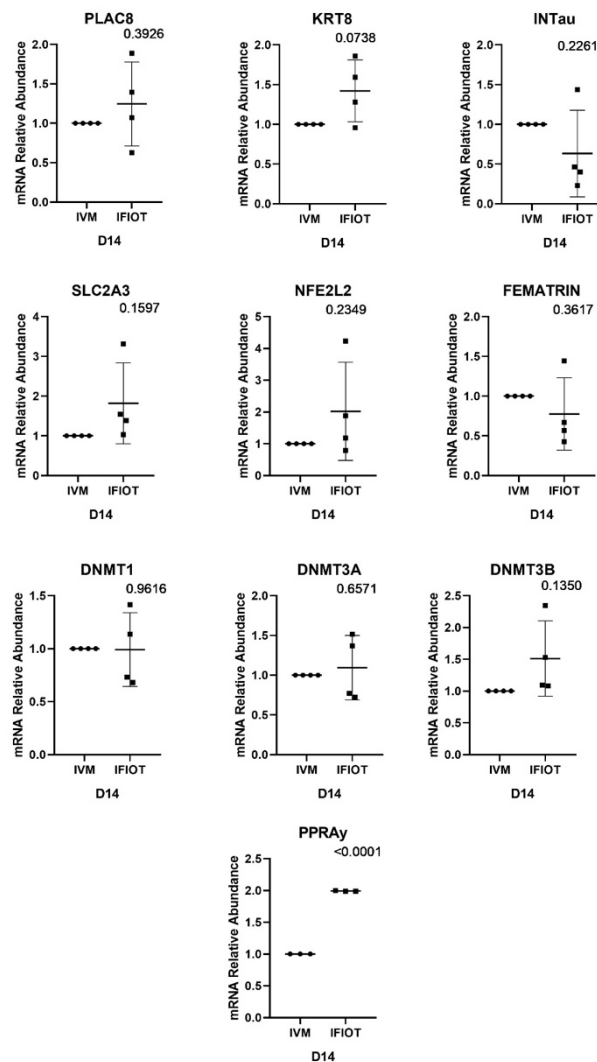 PLAC8
0.3926
mRNA Relative Abundance
2.0
1.5
1.0
0.5
0.0
IVM IFIOT
D14
KRT8
0.0738
mRNA Relative Abundance
2.0
1.5
1.0
0.5
0.0
IVM IFIOT
D14
INTau
0.2261
mRNA Relative Abundance
2.0
1.5
1.0
0.5
0.0
IVM IFIOT
D14
SLC2A3
0.1597
mRNA Relative Abundance
4
3
2
1
0
IVM IFIOT
D14
NFE2L2
0.2349
mRNA Relative Abundance
5
4
3
2
1
0
IVM IFIOT
D14
FEMATRIN
0.3617
mRNA Relative Abundance
2.0
1.5
1.0
0.5
0.0
IVM IFIOT
D14
DNMT1
0.9616
mRNA Relative Abundance
1.5
1.0
0.5
0.0
IVM IFIOT
D14
DNMT3A
0.6571
mRNA Relative Abundance
2.0
1.5
1.0
0.5
0.0
IVM IFIOT
D14
DNMT3B
0.1350
mRNA Relative Abundance
2.5
2.0
1.5
1.0
0.5
0.0
IVM IFIOT
D14
PPRAy
<0.0001
mRNA Relative Abundance
2.5
2.0
1.5
1.0
0.5
0.0
IVM IFIOT
D14